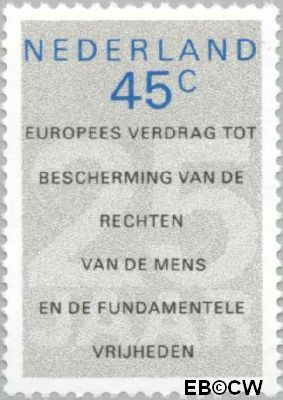 NEDERLAND
45C
EUROPEES VERDRAG TOT
BESCHERMING VAN DE
RECHTEN
VAN DE MENS
EN DE FUNDAMENTELE
VRIJHEDEN
25
JAAR
EB©CW